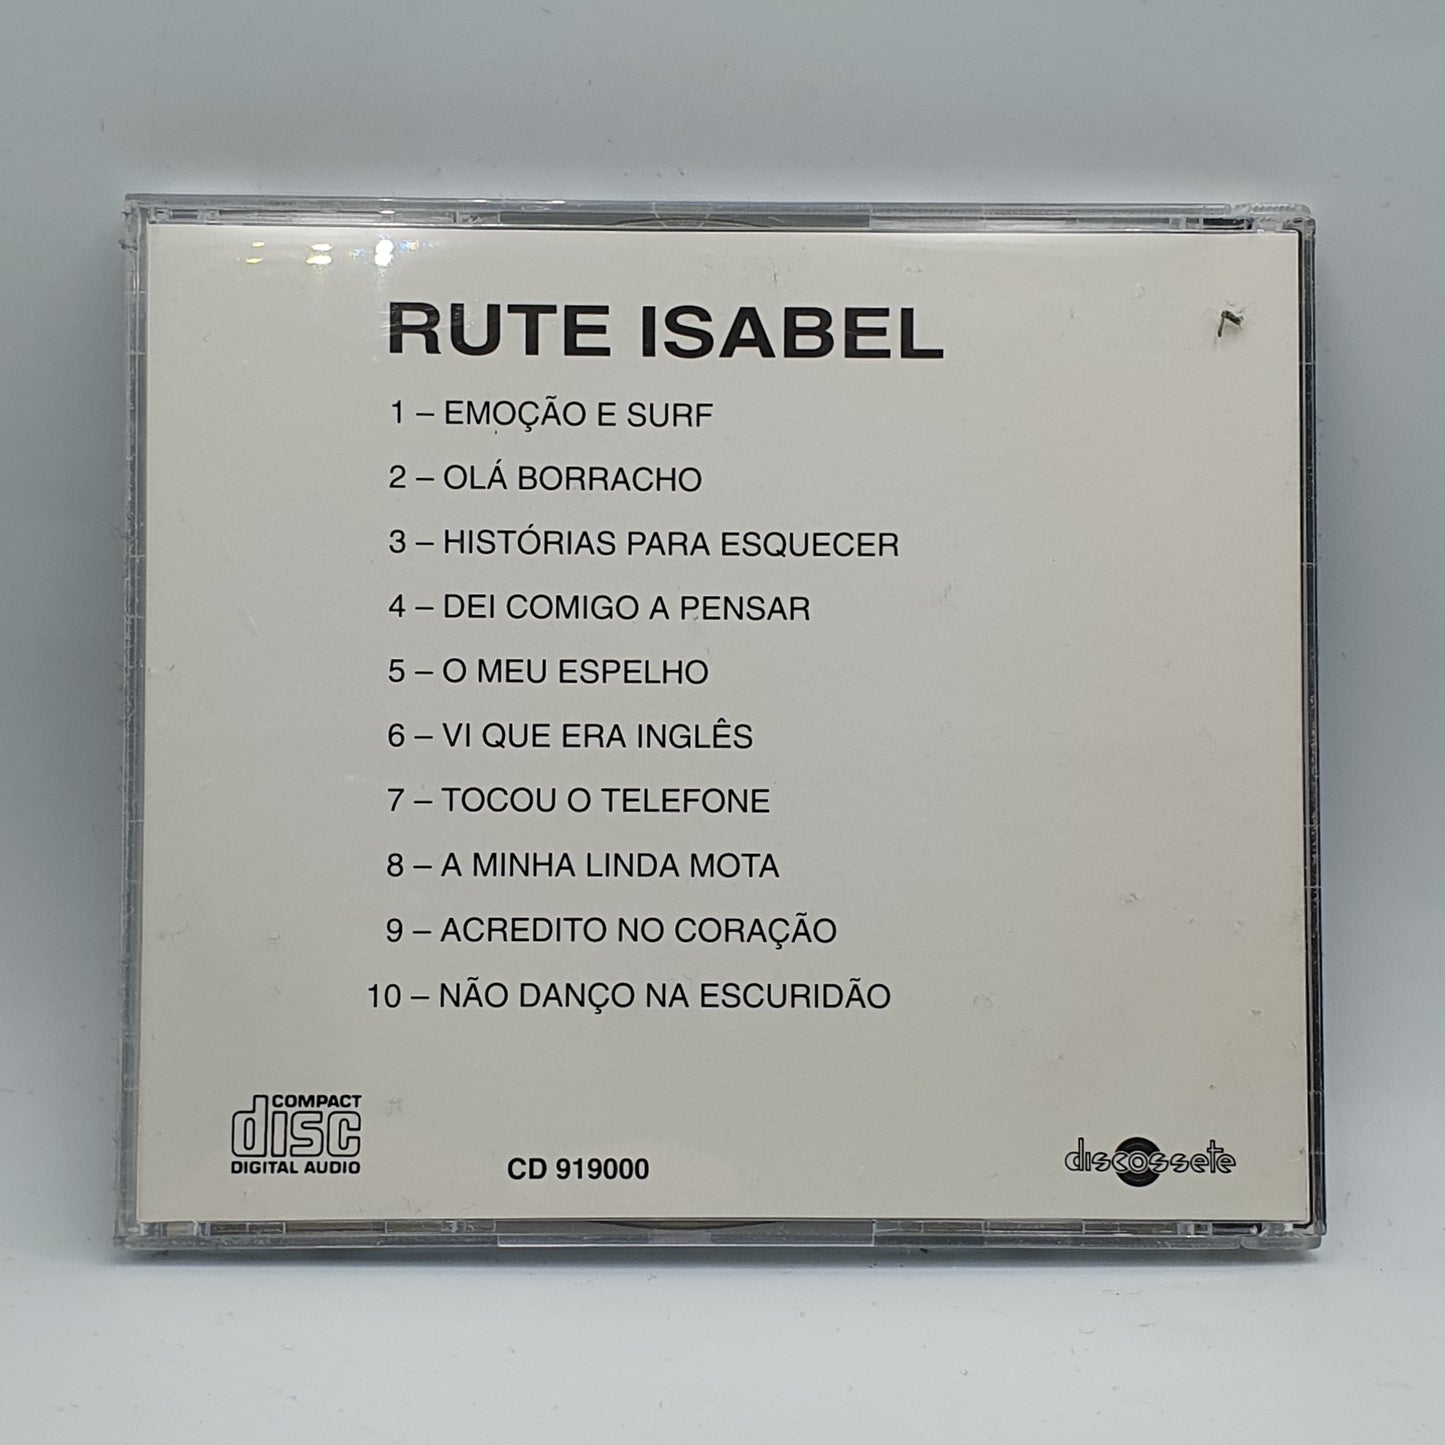 RUTE ISABEL
1 – EMOÇÃO E SURF
2 – OLÁ BORRACHO
3 – HISTÓRIAS PARA ESQUECER
4 – DEI COMIGO A PENSAR
5 – O MEU ESPELHO
6 – VI QUE ERA INGLÊS
7 – TOCOU O TELEFONE
8 – A MINHA LINDA MOTA
9 – ACREDITO NO CORAÇÃO
10 – NÃO DANÇO NA ESCURIDÃO
COMPACT
disc
DIGITAL AUDIO
CD 919000
discossete